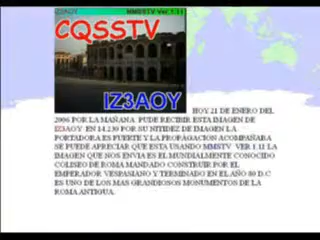 IZ3AOY MMSSTV Ver 1.11
CQSSTV
IZ3AOY
HOY 21 DE ENERO DEL
2006 POR LA MAÑANA PUDE RECIBIR ESTA IMAGEN DE
IZ3AOY EN 14.230 POR SU NITIDEZ DE IMAGEN LA
PORTADORA ES FUERTE Y LA PROPAGACION ACOMPAÑABA
SE PUEDE APRECIAR QUE ESTA USANDO MMSTV VER 1.11 LA
IMAGEN QUE NOS ENVIA ES EL MUNDIALMENTE CONOCIDO
COLISEO DE ROMA MANDADO CONSTRUIR POR EL
EMPERADOR VESPASIANO Y TERMINADO EN EL AÑO 80 D.C
ES UNO DE LOS MAS GRANDIOSOS MONUMENTOS DE LA
ROMA ANTIGUA.